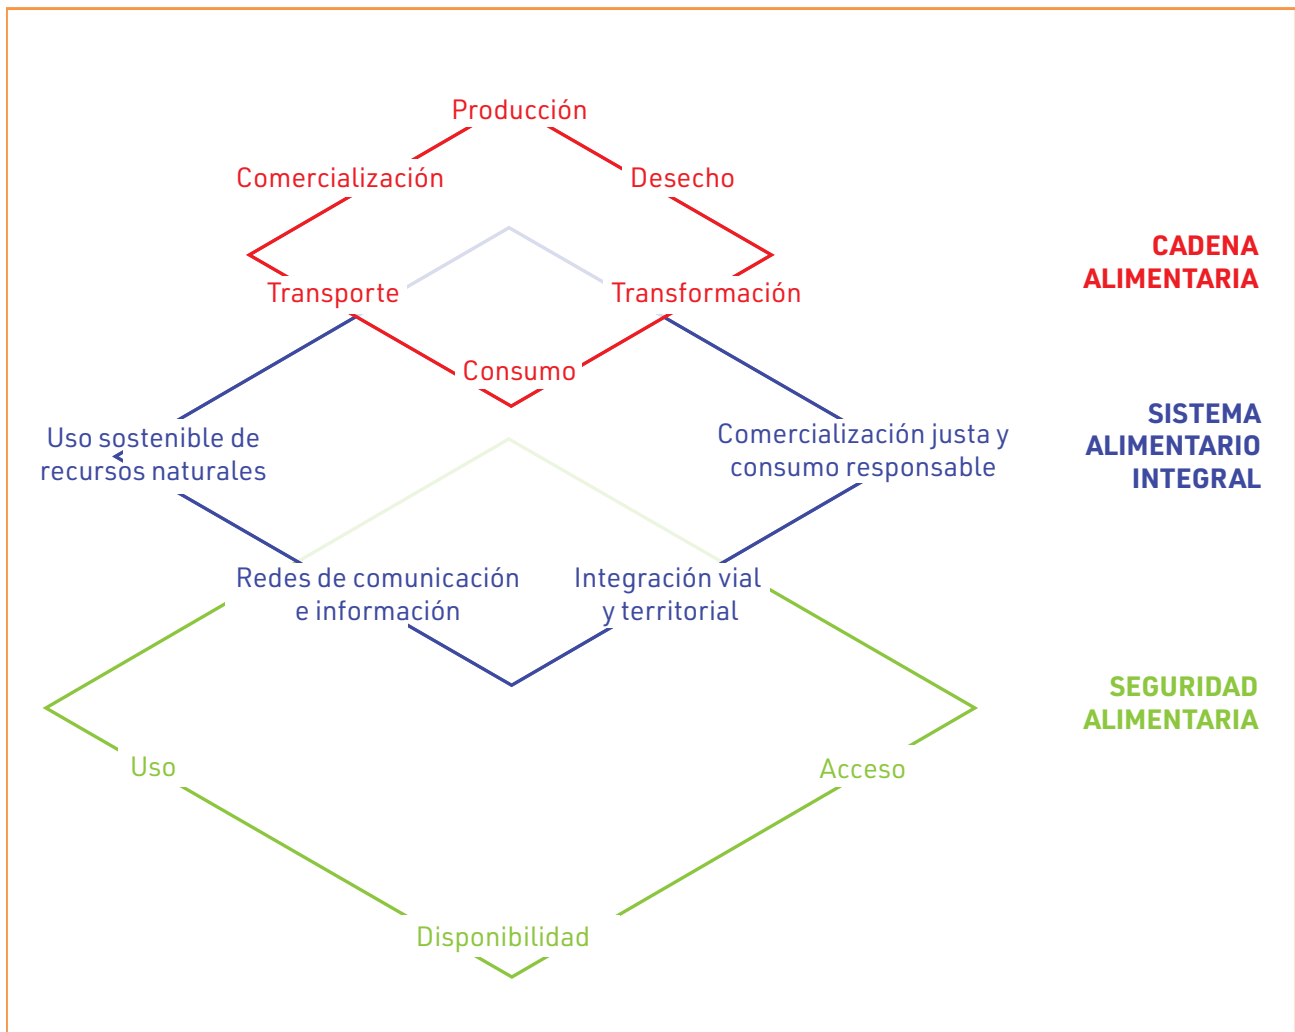 Producción
Comercialización
Desecho
CADENA
ALIMENTARIA
Transporte
Transformación
Consumo
SISTEMA
ALIMENTARIO
INTEGRAL
Uso sostenible de
recursos naturales
Comercialización justa y
consumo responsable
Redes de comunicación
e información
Integración vial
y territorial
SEGURIDAD
ALIMENTARIA
Uso
Acceso
Disponibilidad